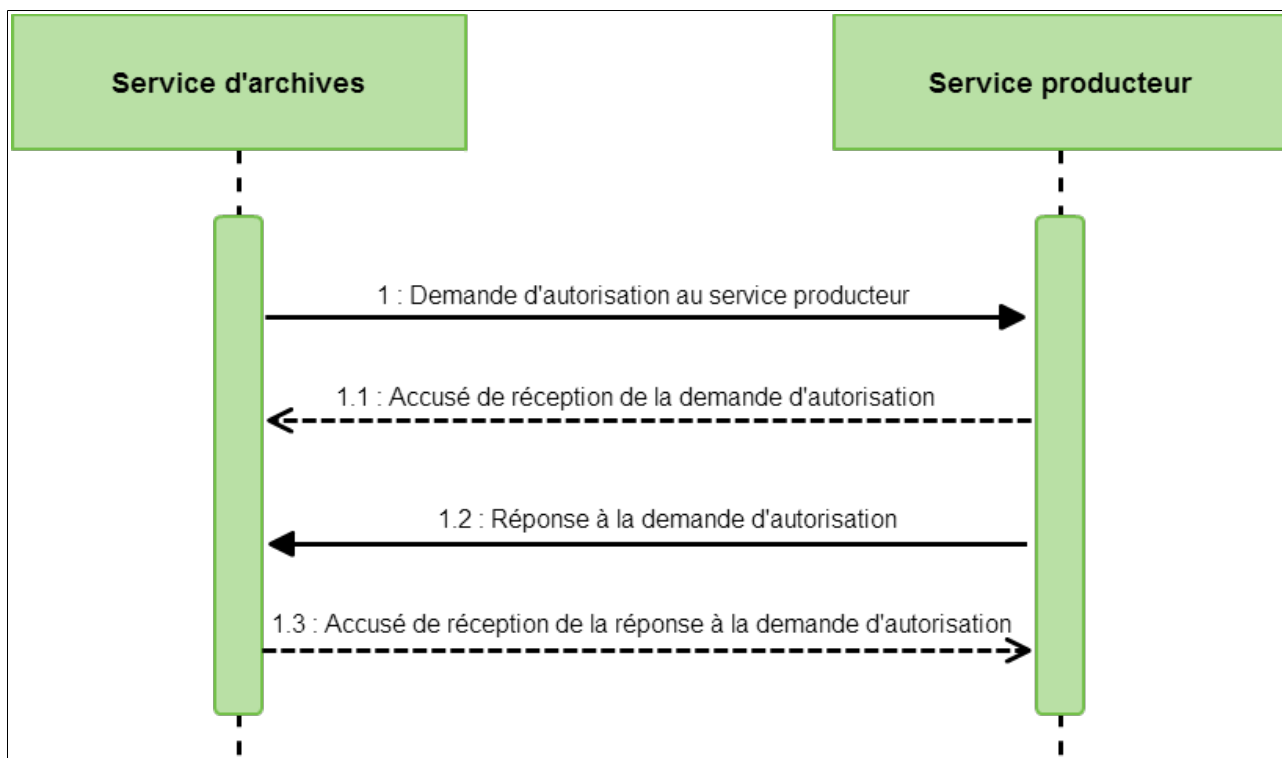 Service d'archives
Service producteur
1 : Demande d'autorisation au service producteur
1.1 : Accusé de réception de la demande d'autorisation
1.2 : Réponse à la demande d'autorisation
1.3 : Accusé de réception de la réponse à la demande d'autorisation